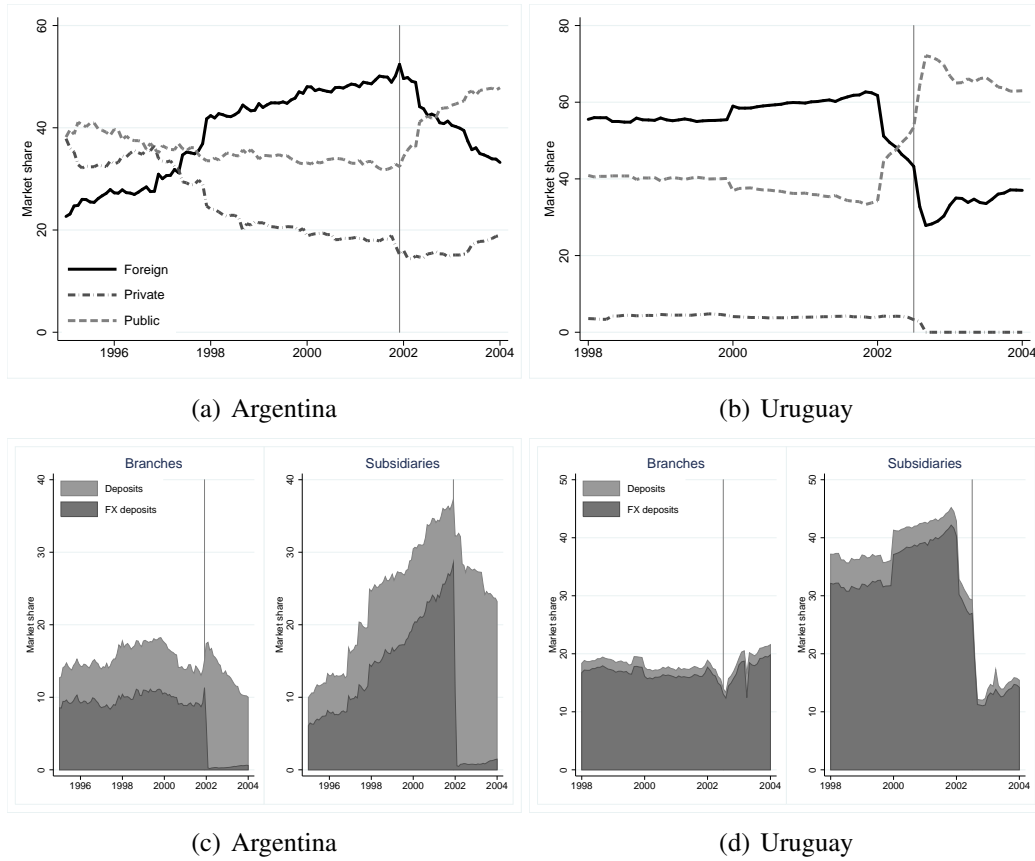 60
40
20
0
Market share
Foreign
Private
Public
1996 1998 2000 2002 2004
(a) Argentina
80
60
40
20
0
Market share
1998 2000 2002 2004
(b) Uruguay
Branches
40
30
20
10
0
Market share
Deposits
FX deposits
1996 1998 2000 2002 2004
Subsidiaries
40
30
20
10
0
Market share
1996 1998 2000 2002 2004
(c) Argentina
Branches
50
40
30
20
10
0
Market share
Deposits
FX deposits
1998 2000 2002 2004
Subsidiaries
50
40
30
20
10
0
Market share
1998 2000 2002 2004
(d) Uruguay